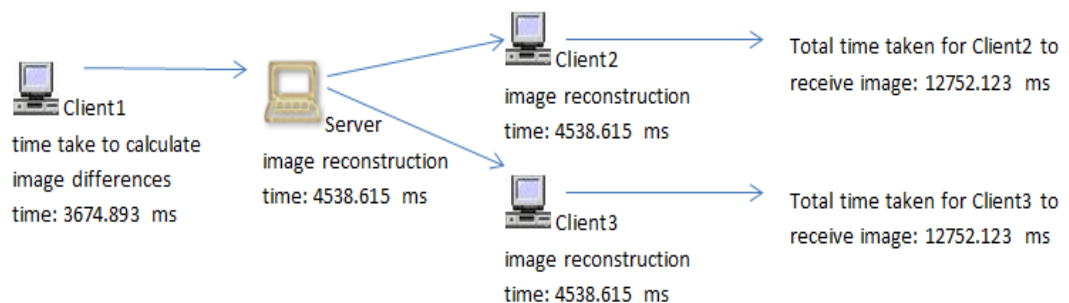 Client1
time take to calculate
image differences
time: 3674.893 ms
Server
image reconstruction
time: 4538.615 ms
Client2
image reconstruction
time: 4538.615 ms
Total time taken for Client2 to
receive image: 12752.123 ms
Client3
image reconstruction
time: 4538.615 ms
Total time taken for Client3 to
receive image: 12752.123 ms